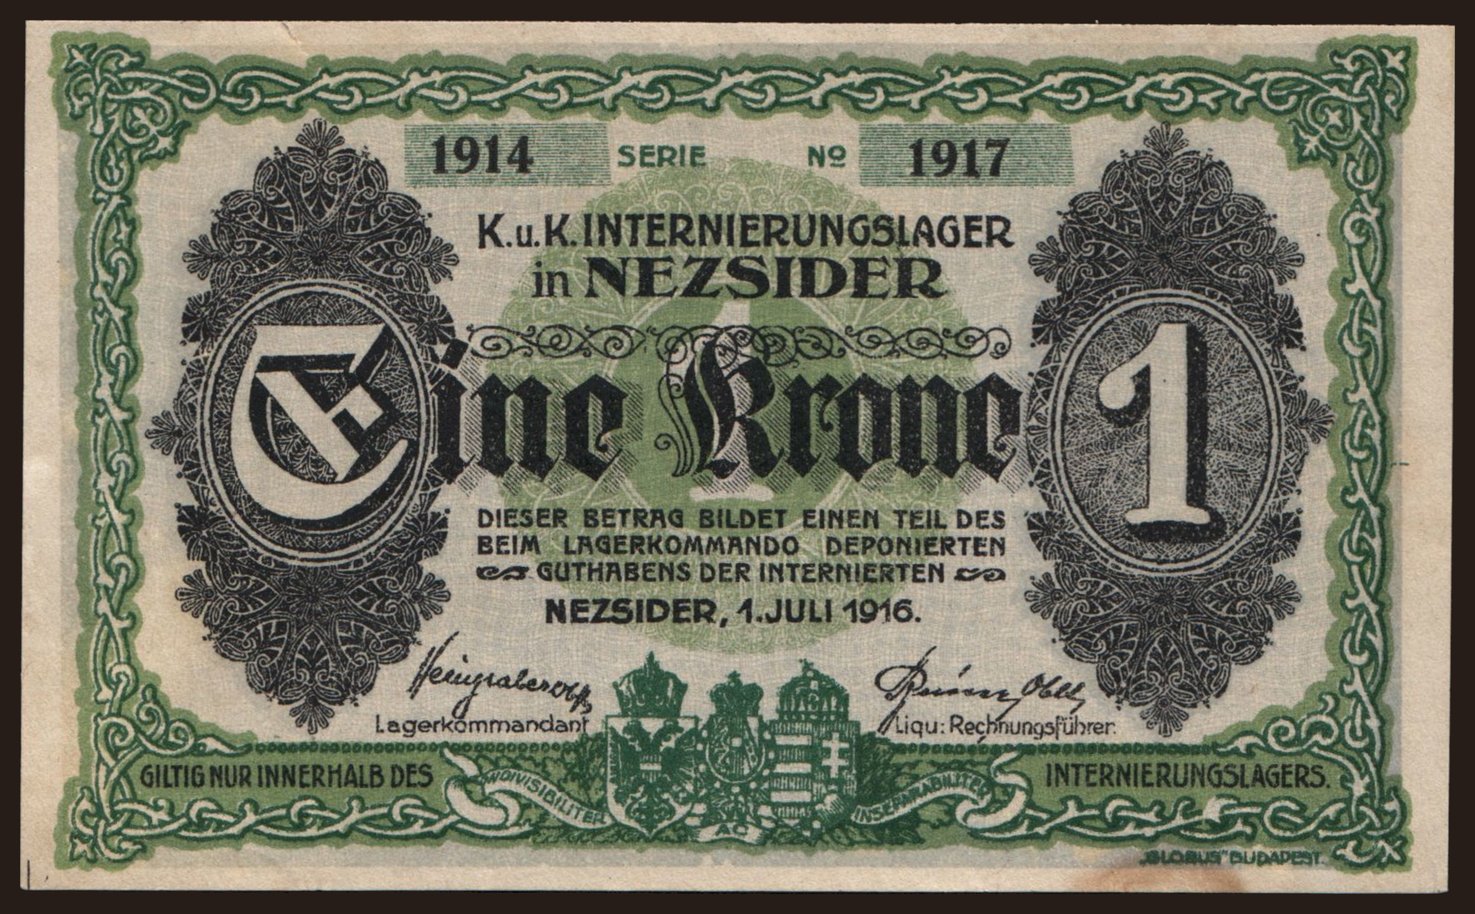 1914 SERIE No 1917
K.u.K. INTERNIERUNGSLAGER
in NEZSIDER
Eine Krone 1
DIESER BETRAG BILDET EINEN TEIL DES
BEIM LAGERKOMMANDO DEPONIERTEN
GUTHABENS DER INTERNIERTEN
NEZSIDER, 1. JULI 1916.
Lagerkommandant Liqu: Rechnungsführer.
GILTIG NUR INNERHALB DES INTERNIERUNGSLAGERS.
INDIVISIBILITER AC INSEPARABILITER
"GLOBUS" BUDAPEST.